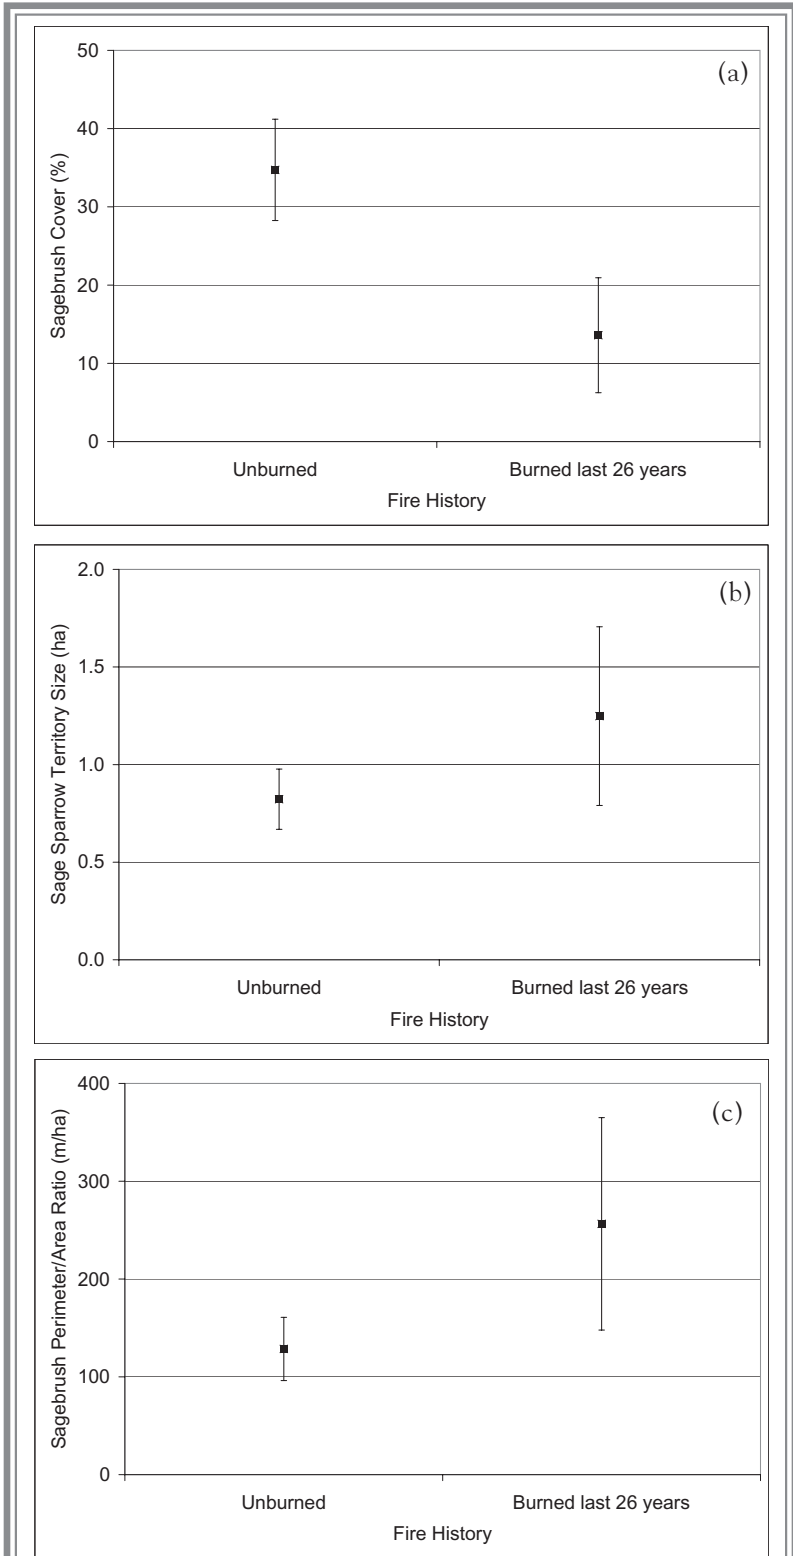 (a)
50
40
30
20
10
0
Sagebrush Cover (%)
Unburned
Burned last 26 years
Fire History
(b)
2.0
1.5
1.0
0.5
0.0
Sage Sparrow Territory Size (ha)
Unburned
Burned last 26 years
Fire History
(c)
400
300
200
100
0
Sagebrush Perimeter/Area Ratio (m/ha)
Unburned
Burned last 26 years
Fire History